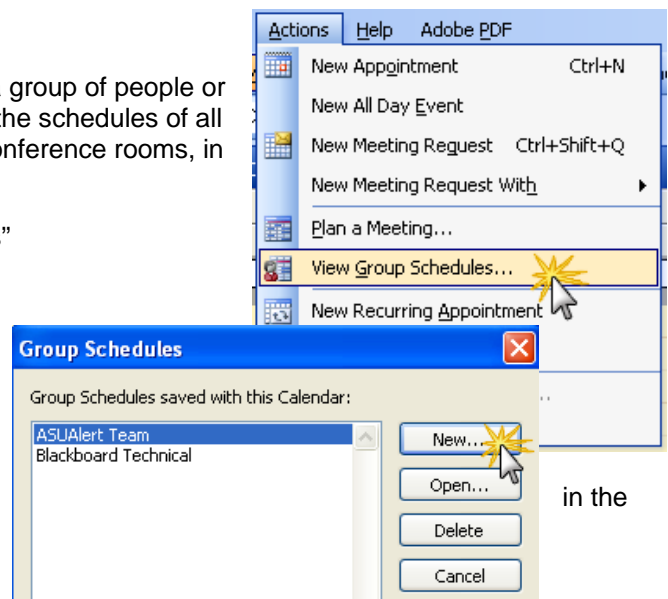 Actions Help Adobe PDF
group of people or
New Appointment Ctrl+N
the schedules of all
New All Day Event
onference rooms, in
New Meeting Request Ctrl+Shift+Q
New Meeting Request With
”
Plan a Meeting...
View Group Schedules...
New Recurring Appointment
Group Schedules
Group Schedules saved with this Calendar:
ASUAlert Team
Blackboard Technical
New...
Open...
in the
Delete
Cancel